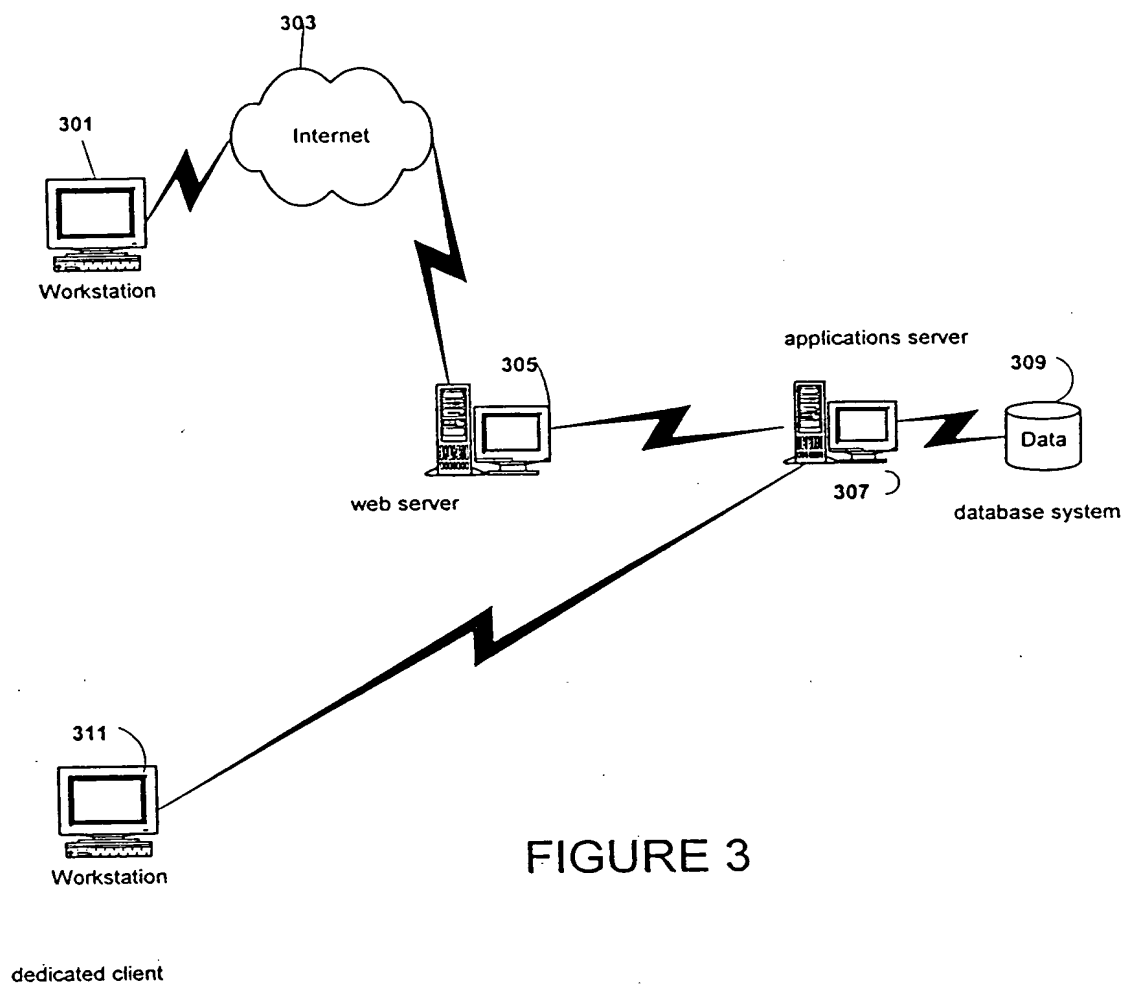 303
Internet
301
Workstation
applications server
305
309
Data
web server
307
database system
311
Workstation
FIGURE 3
dedicated client